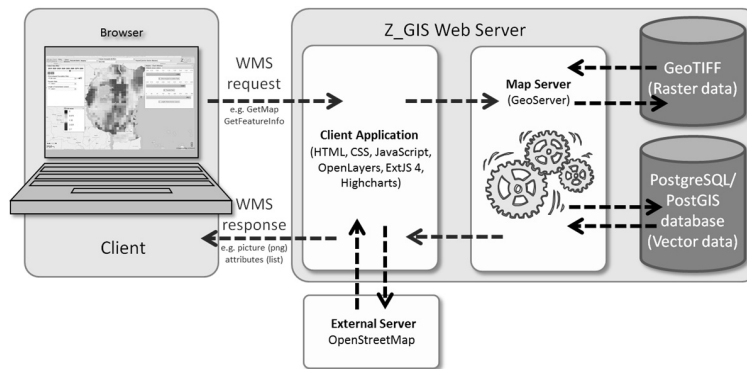 Browser
Client
WMS
request
e.g. GetMap
GetFeatureInfo
WMS
response
e.g. picture (png)
attributes (list)
Z_GIS Web Server
Client Application
(HTML, CSS, JavaScript,
OpenLayers, ExtJS 4,
Highcharts)
Map Server
(GeoServer)
GeoTIFF
(Raster data)
PostgreSQL/
PostGIS
database
(Vector data)
External Server
OpenStreetMap